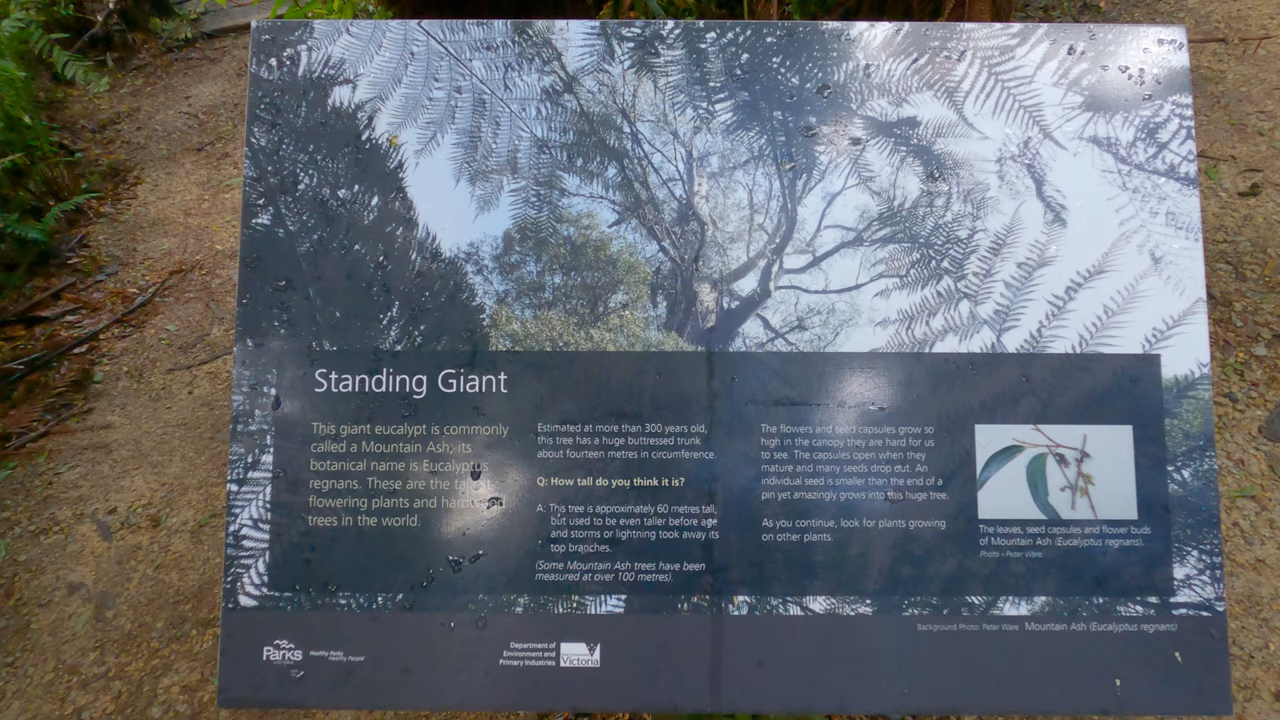 Standing Giant
This giant eucalypt is commonly
called a Mountain Ash; its
botanical name is Eucalyptus
regnans. These are the tallest
flowering plants and hardwood
trees in the world.
Estimated at more than 300 years old,
this tree has a huge buttressed trunk
about fourteen metres in circumference.
Q: How tall do you think it is?
A: This tree is approximately 60 metres tall,
but used to be even taller before age
and storms or lightning took away its
top branches.
(Some Mountain Ash trees have been
measured at over 100 metres).
The flowers and seed capsules grow so
high in the canopy they are hard for us
to see. The capsules open when they
mature and many seeds drop out. An
individual seed is smaller than the end of a
pin yet amazingly grows into this huge tree.
As you continue, look for plants growing
on other plants.
The leaves, seed capsules and flower buds
of Mountain Ash (Eucalyptus regnans).
Photo - Peter Ware
Background Photo: Peter Ware Mountain Ash (Eucalyptus regnans)
Parks
VICTORIA
Healthy Parks
Healthy People
Department of
Environment and
Primary Industries
Victoria